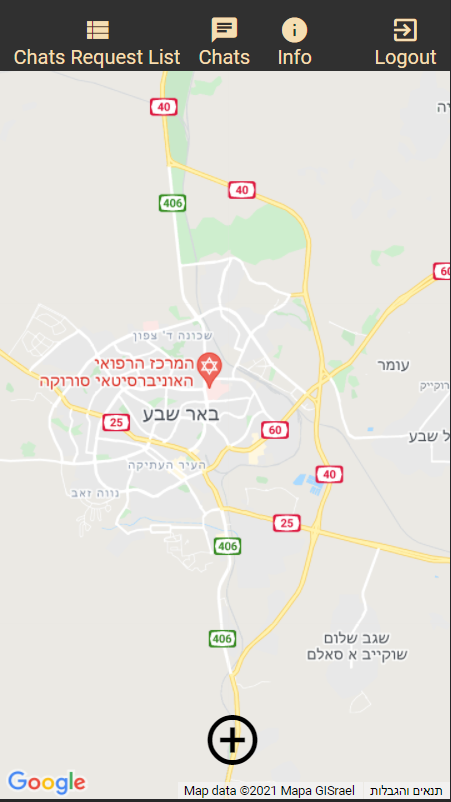 Chats Request List
Chats
Info
Logout
40
יה
40
406
60
שכונה ד' צפון
המרכז הרפואי
האוניברסיטאי סורוקה
עומר
באר שבע
25
60
ל שבע
העיר העתיקה
40
נווה זאב
25
406
406
שגב שלום
שוקייב א סאלם
Google
Map data ©2021 Mapa GISrael
תנאים והגבלות